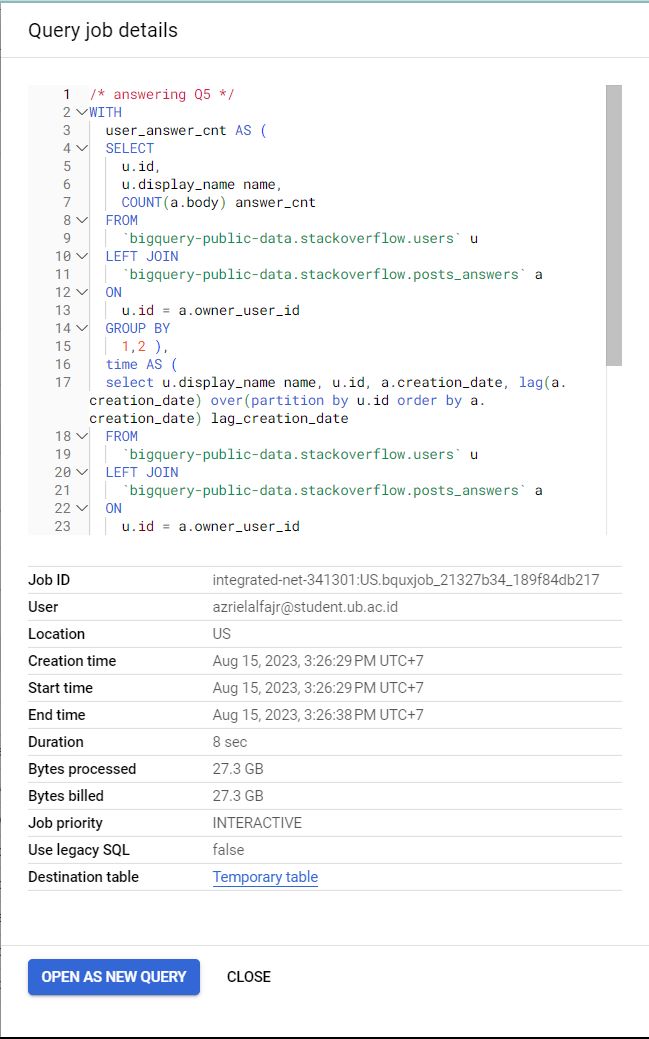 Query job details
1 /* answering Q5 */
2 WITH
3 user_answer_cnt AS (
4 SELECT
5 u.id,
6 u.display_name name,
7 COUNT(a.body) answer_cnt
8 FROM
9 `bigquery-public-data.stackoverflow.users` u
10 LEFT JOIN
11 `bigquery-public-data.stackoverflow.posts_answers` a
12 ON
13 u.id = a.owner_user_id
14 GROUP BY
15 1,2 ),
16 time AS (
17 select u.display_name name, u.id, a.creation_date, lag(a.
creation_date) over(partition by u.id order by a.
creation_date) lag_creation_date
18 FROM
19 `bigquery-public-data.stackoverflow.users` u
20 LEFT JOIN
21 `bigquery-public-data.stackoverflow.posts_answers` a
22 ON
23 u.id = a.owner_user_id
Job ID integrated-net-341301:US.bquxjob_21327b34_189f84db217
User azrielalfajr@student.ub.ac.id
Location US
Creation time Aug 15, 2023, 3:26:29 PM UTC+7
Start time Aug 15, 2023, 3:26:29 PM UTC+7
End time Aug 15, 2023, 3:26:38 PM UTC+7
Duration 8 sec
Bytes processed 27.3 GB
Bytes billed 27.3 GB
Job priority INTERACTIVE
Use legacy SQL false
Destination table Temporary table
OPEN AS NEW QUERY CLOSE